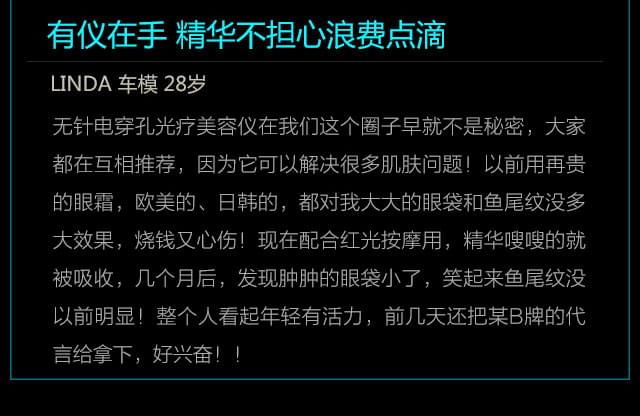 有仪在手 精华不担心浪费点滴
LINDA 车模 28岁
无针电穿孔光疗美容仪在我们这个圈子早就不是秘密，大家
都在互相推荐，因为它可以解决很多肌肤问题！以前用再贵
的眼霜，欧美的、日韩的，都对我大大的眼袋和鱼尾纹没多
大效果，烧钱又心伤！现在配合红光按摩用，精华嗖嗖的就
被吸收，几个月后，发现肿肿的眼袋小了，笑起来鱼尾纹没
以前明显！整个人看起年轻有活力，前几天还把某B牌的代
言给拿下，好兴奋！！